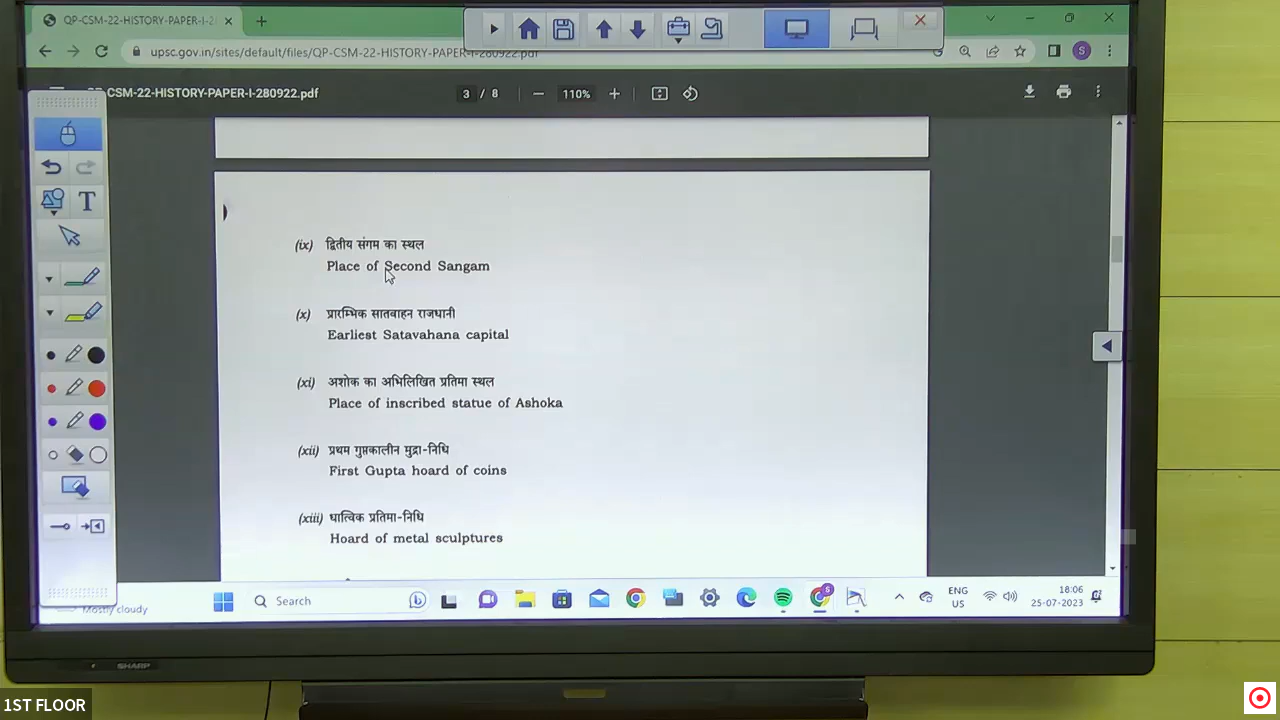 QP-CSM-22-HISTORY-PAPER-I-2
upsc.gov.in/sites/default/files/QP-CSM-22-HISTORY-PAPER-I-280922.pdf
CSM-22-HISTORY-PAPER-I-280922.pdf
3 / 8
110%
(ix) द्वितीय संगम का स्थल
Place of Second Sangam
(x) प्रारम्भिक सातवाहन राजधानी
Earliest Satavahana capital
(xi) अशोक का अभिलिखित प्रतिमा स्थल
Place of inscribed statue of Ashoka
(xii) प्रथम गुप्तकालीन मुद्रा-निधि
First Gupta hoard of coins
(xiii) धात्विक प्रतिमा-निधि
Hoard of metal sculptures
T
S
Mostly cloudy
Search
ENG
US
18:06
25-07-2023
SHARP
1ST FLOOR